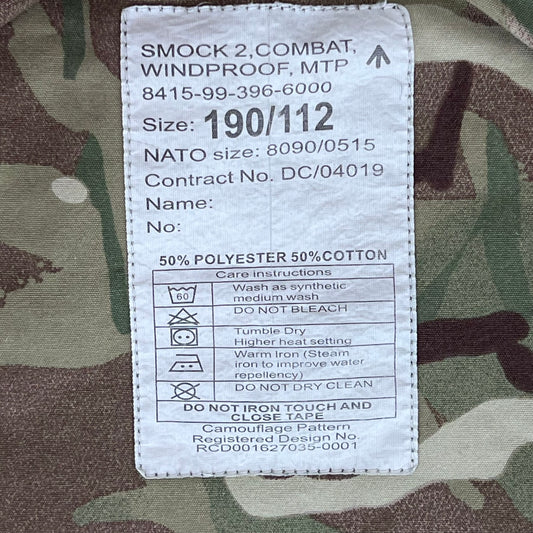 SMOCK 2,COMBAT,
WINDPROOF, MTP
8415-99-396-6000
Size: 190/112
NATO size: 8090/0515
Contract No. DC/04019
Name:
No:
50% POLYESTER 50%COTTON
Care instructions
60
Wash as synthetic
medium wash
DO NOT BLEACH
Tumble Dry
Higher heat setting
Warm Iron (Steam
iron to improve water
repellency)
DO NOT DRY CLEAN
DO NOT IRON TOUCH AND
CLOSE TAPE
Camouflage Pattern
Registered Design No.
RCD001627035-0001